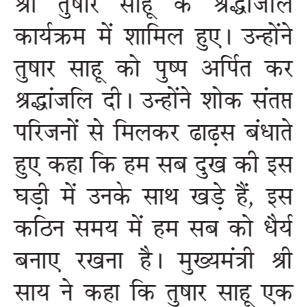 श्री तुषार साहू के श्रद्धांजलि
कार्यक्रम में शामिल हुए। उन्होंने
तुषार साहू को पुष्प अर्पित कर
श्रद्धांजलि दी। उन्होंने शोक संतप्त
परिजनों से मिलकर ढाढ़स बंधाते
हुए कहा कि हम सब दुख की इस
घड़ी में उनके साथ खड़े हैं, इस
कठिन समय में हम सब को धैर्य
बनाए रखना है। मुख्यमंत्री श्री
साय ने कहा कि तुषार साहू एक